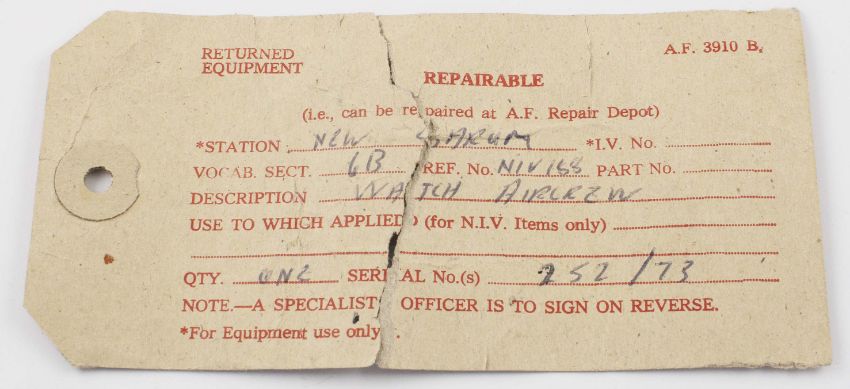 RETURNED
EQUIPMENT
A.F. 3910 B.
REPAIRABLE
(i.e., can be repaired at A.F. Repair Depot)
*STATION NEW SARUM *I.V. No.
VOCAB. SECT. 6B REF. No. NIV168 PART No.
DESCRIPTION WATCH AIRCREW
USE TO WHICH APPLIED (for N.I.V. Items only)
QTY. ONE SERIAL No.(s) 252/73
NOTE.—A SPECIALIST OFFICER IS TO SIGN ON REVERSE.
*For Equipment use only.